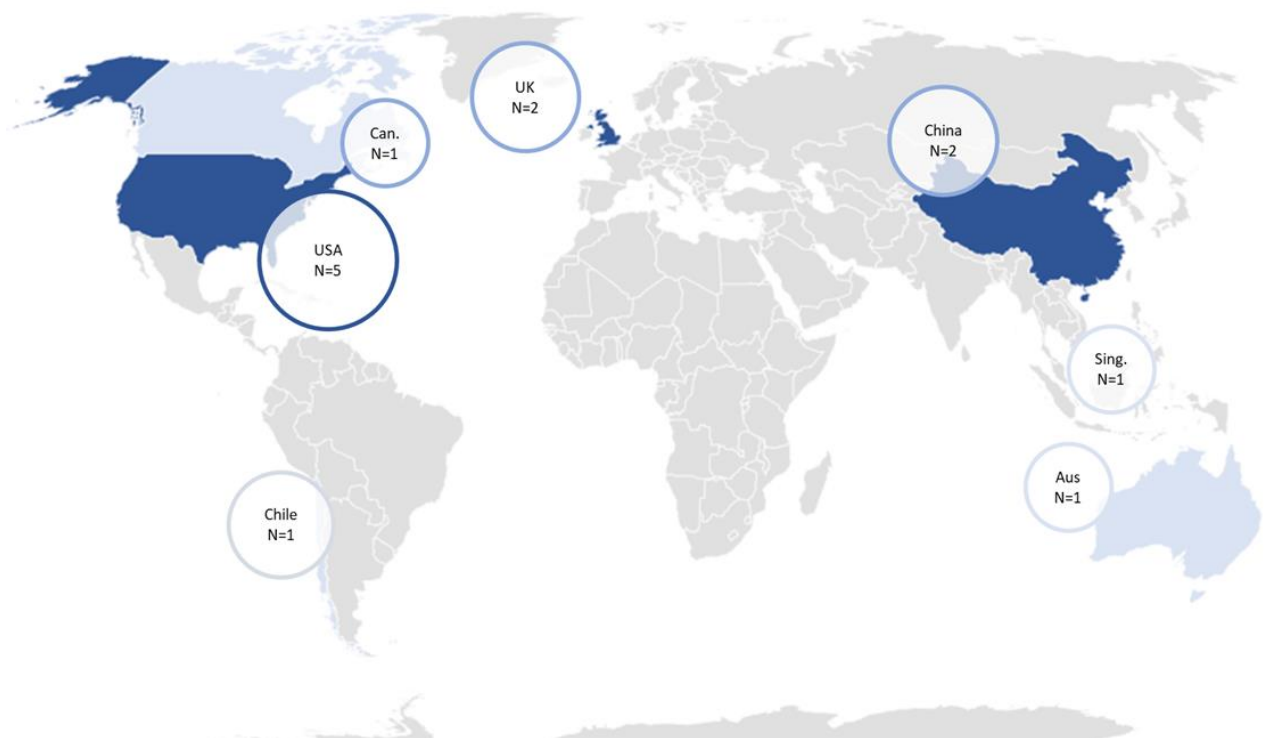 UK
N=2
Can.
N=1
China
N=2
USA
N=5
Sing.
N=1
Aus
N=1
Chile
N=1